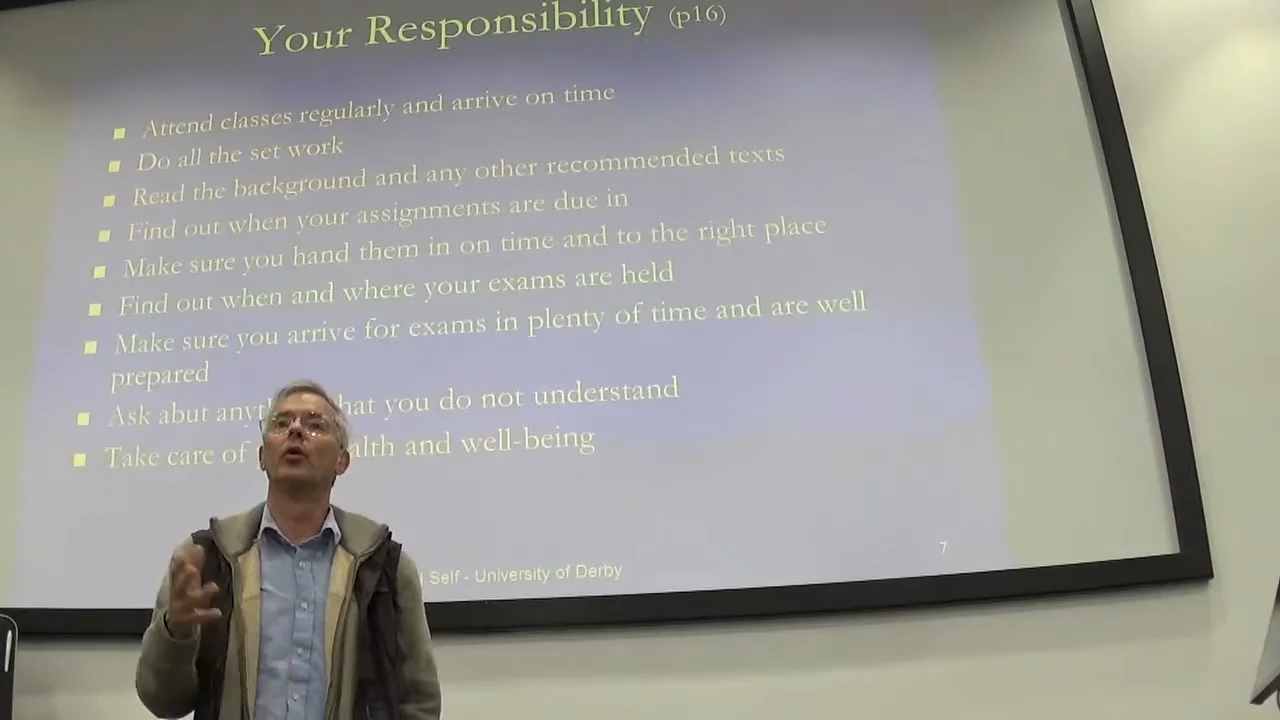 Your Responsibility (p16)
Attend classes regularly and arrive on time
Do all the set work
Read the background and any other recommended texts
Find out when your assignments are due in
Make sure you hand them in on time and to the right place
Find out when and where your exams are held
Make sure you arrive for exams in plenty of time and are well
prepared
Ask abut that you do not understand
Take care of and well-being
Self - University of Derby
7